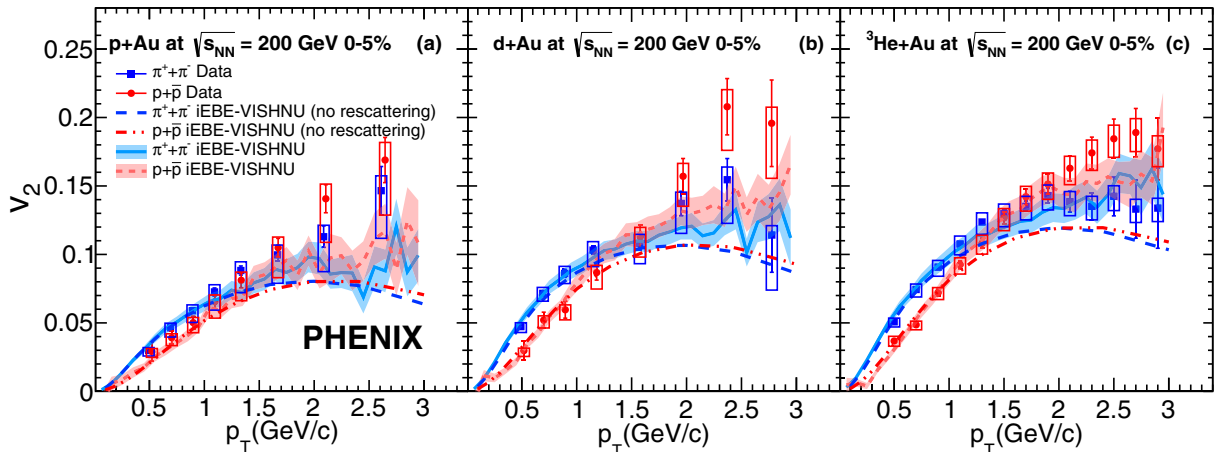 p+Au at √sNN = 200 GeV 0-5% (a)
π⁺+π⁻ Data
p+p̄ Data
π⁺+π⁻ iEBE-VISHNU (no rescattering)
p+p̄ iEBE-VISHNU (no rescattering)
π⁺+π⁻ iEBE-VISHNU
p+p̄ iEBE-VISHNU
PHENIX
d+Au at √sNN = 200 GeV 0-5% (b)
³He+Au at √sNN = 200 GeV 0-5% (c)
v₂
0.25
0.2
0.15
0.1
0.05
0
0.5 1 1.5 2 2.5 3
0.5 1 1.5 2 2.5 3
0.5 1 1.5 2 2.5 3
pT(GeV/c)
pT(GeV/c)
pT(GeV/c)